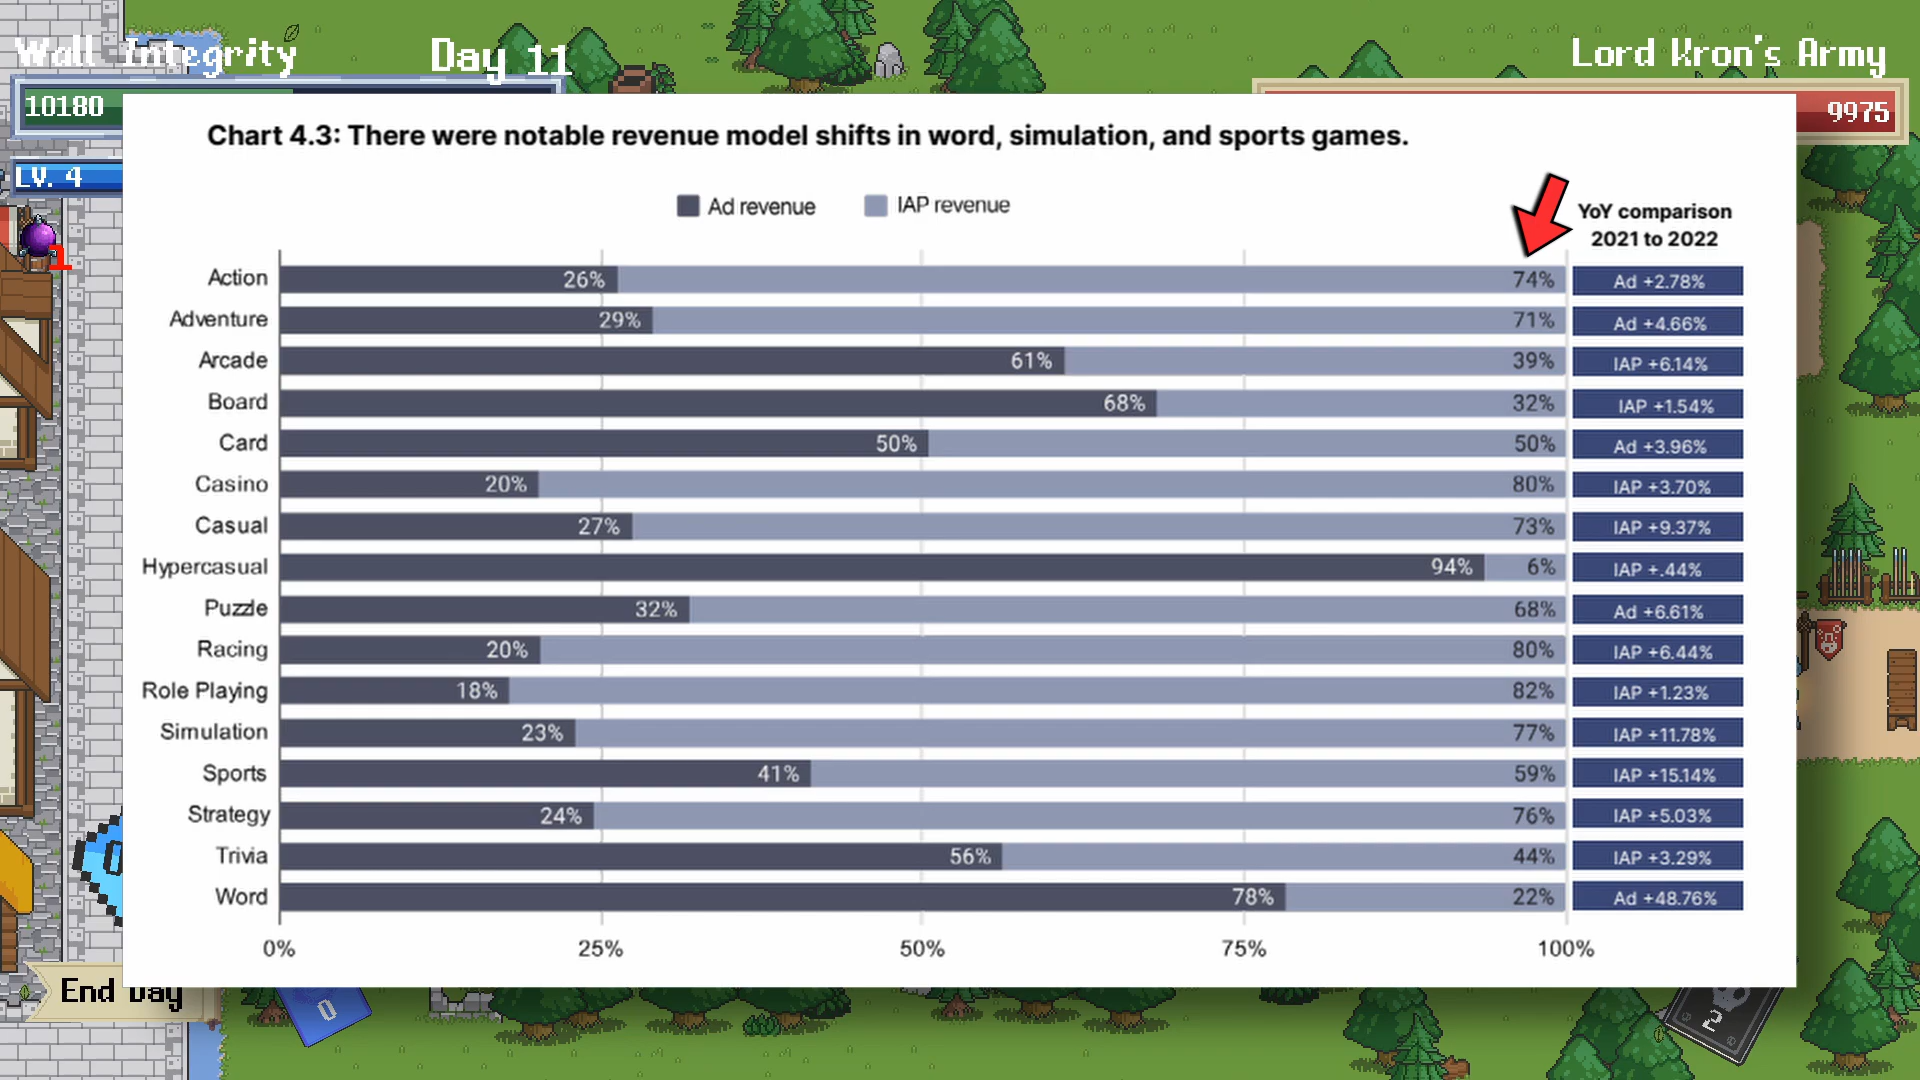 Wall Integrity
Day 11
Lord Kron's Army
10180
9975
LV. 4
1
Chart 4.3: There were notable revenue model shifts in word, simulation, and sports games.
Ad revenue
IAP revenue
YoY comparison
2021 to 2022
Action 26% 74% Ad +2.78%
Adventure 29% 71% Ad +4.66%
Arcade 61% 39% IAP +6.14%
Board 68% 32% IAP +1.54%
Card 50% 50% Ad +3.96%
Casino 20% 80% IAP +3.70%
Casual 27% 73% IAP +9.37%
Hypercasual 94% 6% IAP +.44%
Puzzle 32% 68% Ad +6.61%
Racing 20% 80% IAP +6.44%
Role Playing 18% 82% IAP +1.23%
Simulation 23% 77% IAP +11.78%
Sports 41% 59% IAP +15.14%
Strategy 24% 76% IAP +5.03%
Trivia 56% 44% IAP +3.29%
Word 78% 22% Ad +48.76%
0% 25% 50% 75% 100%
End Day
0
2